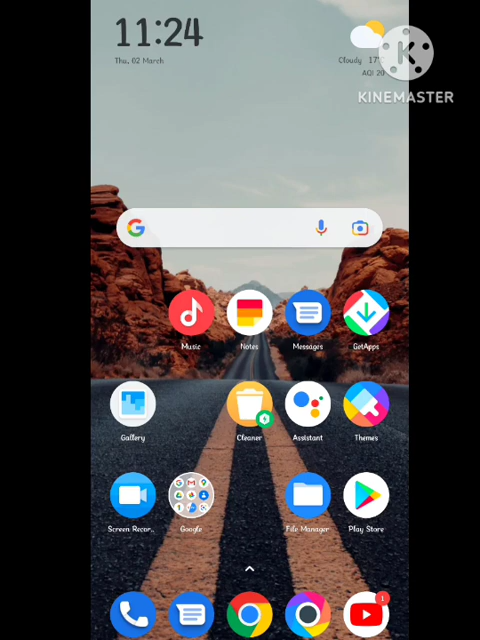 11:24
Thu, 02 March
Cloudy 17°
AQI 20
KINEMASTER
Music
Notes
Messages
GetApps
Gallery
Cleaner
Assistant
Themes
Screen Recor..
Google
File Manager
Play Store
1